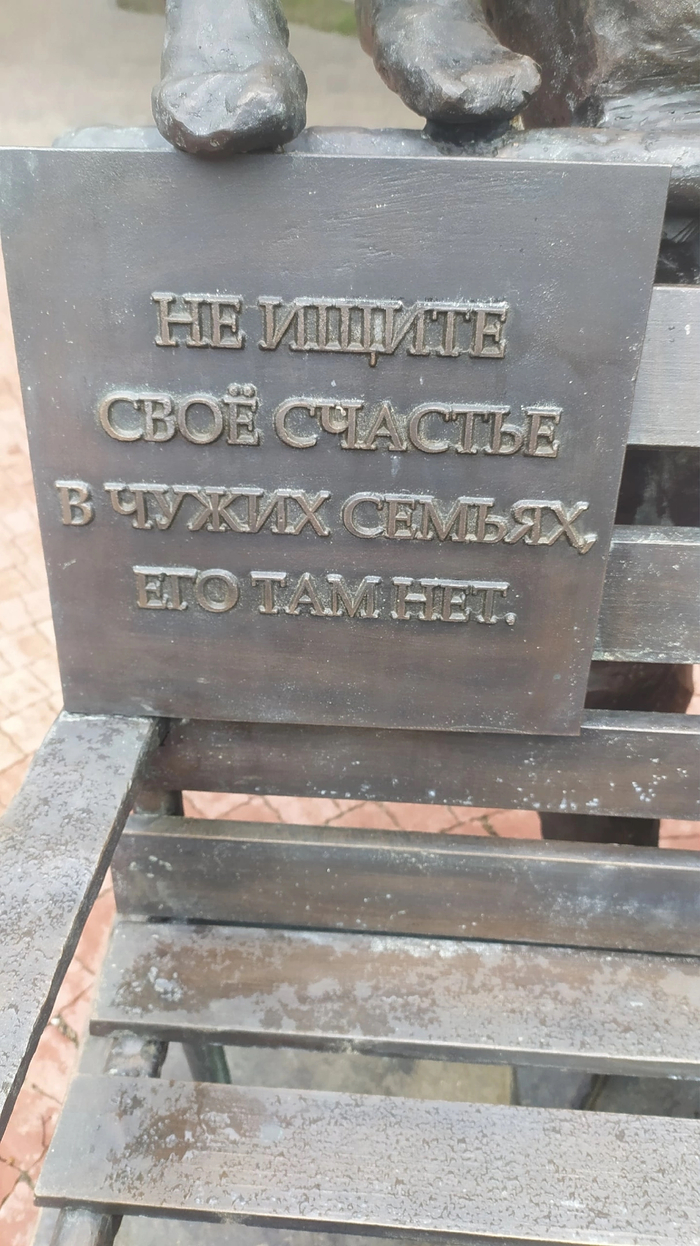 НЕ ИЩИТЕ
СВОЁ СЧАСТЬЕ
В ЧУЖИХ СЕМЬЯХ,
ЕГО ТАМ НЕТ.